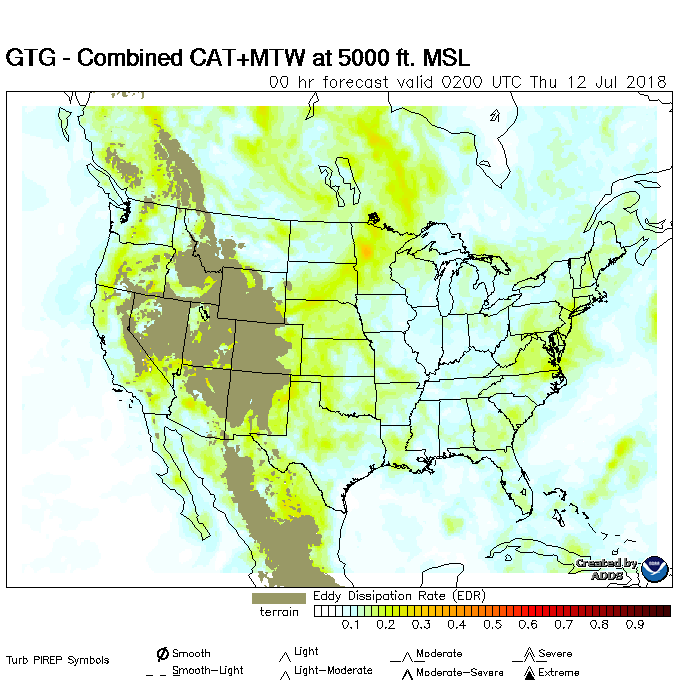 GTG - Combined CAT+MTW at 5000 ft. MSL
00 hr forecast valid 0200 UTC Thu 12 Jul 2018
Created by
ADDS
Eddy Dissipation Rate (EDR)
terrain
0.1 0.2 0.3 0.4 0.5 0.6 0.7 0.8 0.9
Turb PIREP Symbols
Smooth Light Moderate Severe
Smooth-Light Light-Moderate Moderate-Severe Extreme